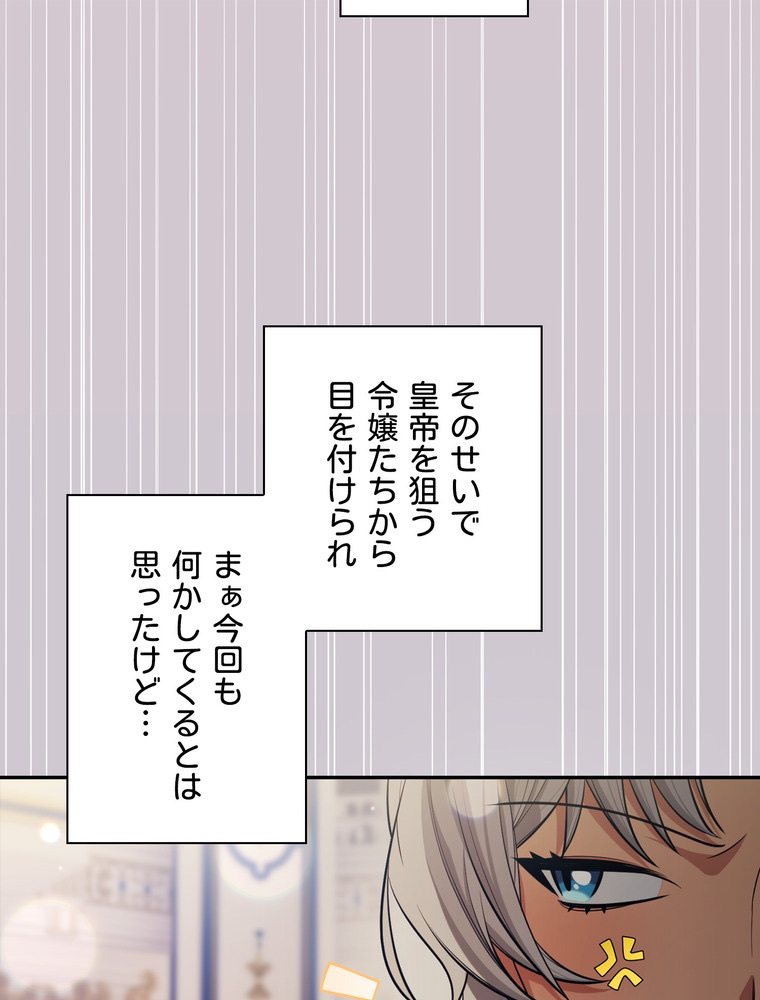 そのせいで
皇帝を狙う
令嬢たちから
目を付けられ
まぁ今回も
何かしてくるとは
思ったけど…